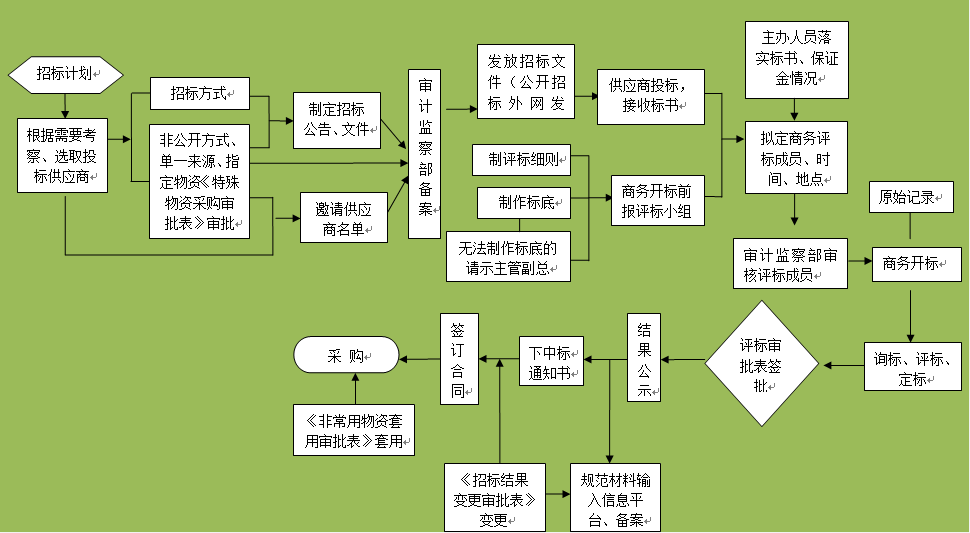 招标计划
根据需要考
察、选取投
标供应商
招标方式
非公开方式、
单一来源、指
定物资《特殊
物资采购审
批表》审批
制定招标
公告、文件
邀请供应
商名单
审
计
监
察
部
备
案
发放招标文
件（公开招
标外网发
制评标细则
制作标底
无法制作标底的
请示主管副总
供应商投标，
接收标书
商务开标前
报评标小组
主办人员落
实标书、保证
金情况
拟定商务评
标成员、时
间、地点
审计监察部审
核评标成员
原始记录
商务开标
询标、评标、
定标
评标审
批表签
批
结
果
公
示
下中标
通知书
签
订
合
同
采 购
《非常用物资套
用审批表》套用
《招标结果
变更审批表》
变更
规范材料输
入信息平
台、备案